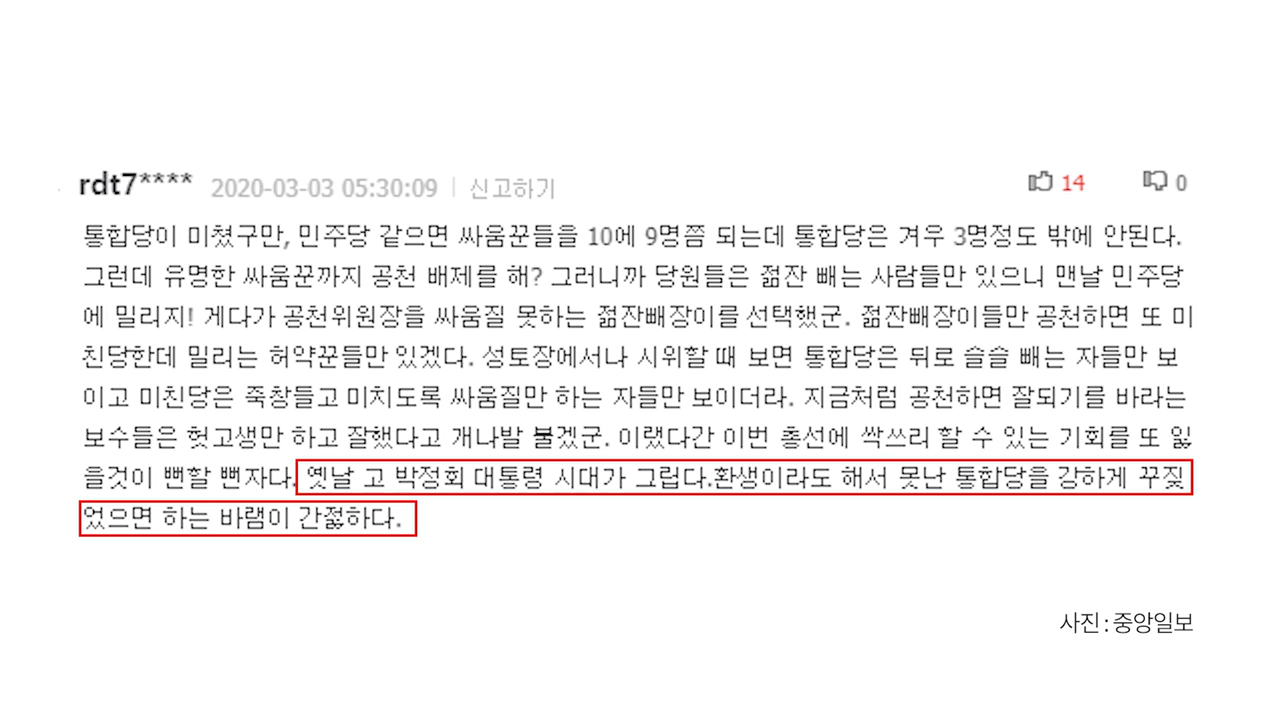 rdt7**** 2020-03-03 05:30:09 | 신고하기 14 0
통합당이 미쳤구만, 민주당 같으면 싸움꾼들을 10에 9명쯤 되는데 통합당은 겨우 3명정도 밖에 안된다.
그런데 유명한 싸움꾼까지 공천 배제를 해? 그러니까 당원들은 젊잔 빼는 사람들만 있으니 맨날 민주당
에 밀리지! 게다가 공천위원장을 싸움질 못하는 젊잔빼장이를 선택했군. 젊잔빼장이들만 공천하면 또 미
친당한데 밀리는 허약꾼들만 있겠다. 성토장에서나 시위할 때 보면 통합당은 뒤로 슬슬 빼는 자들만 보
이고 미친당은 죽창들고 미치도록 싸움질만 하는 자들만 보이더라. 지금처럼 공천하면 잘되기를 바라는
보수들은 헛고생만 하고 잘했다고 개나발 불겠군. 이랬다간 이번 총선에 싹쓰리 할 수 있는 기회를 또 잃
을것이 뻔할 뻔자다. 옛날 고 박정회 대통령 시대가 그럽다.환생이라도 해서 못난 통합당을 강하게 꾸짖
었으면 하는 바램이 간젋하다.
사진 : 중앙일보